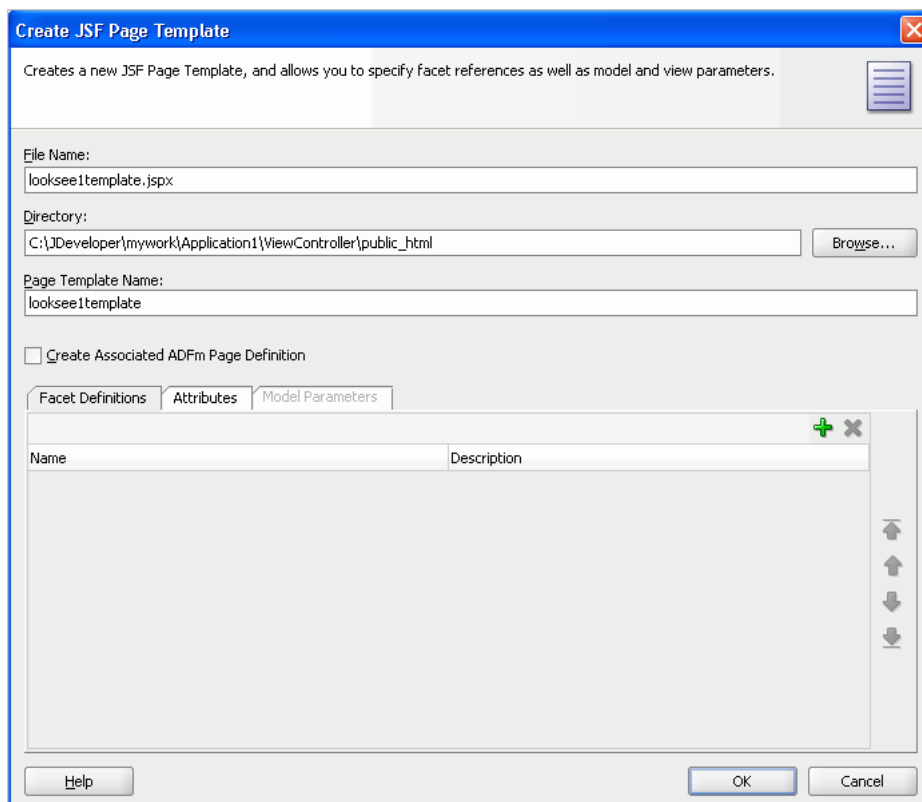 Create JSF Page Template
Creates a new JSF Page Template, and allows you to specify facet references as well as model and view parameters.
File Name:
looksee1template.jspx
Directory:
C:\JDeveloper\mywork\Application1\ViewController\public_html
Browse...
Page Template Name:
looksee1template
Create Associated ADFm Page Definition
Facet Definitions Attributes Model Parameters
Name Description
Help OK Cancel